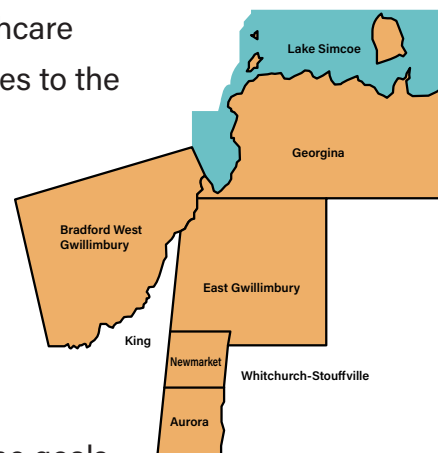 ncare
es to the
Lake Simcoe
Georgina
Bradford West
Gwillimbury
East Gwillimbury
King
Newmarket
Whitchurch-Stouffville
Aurora